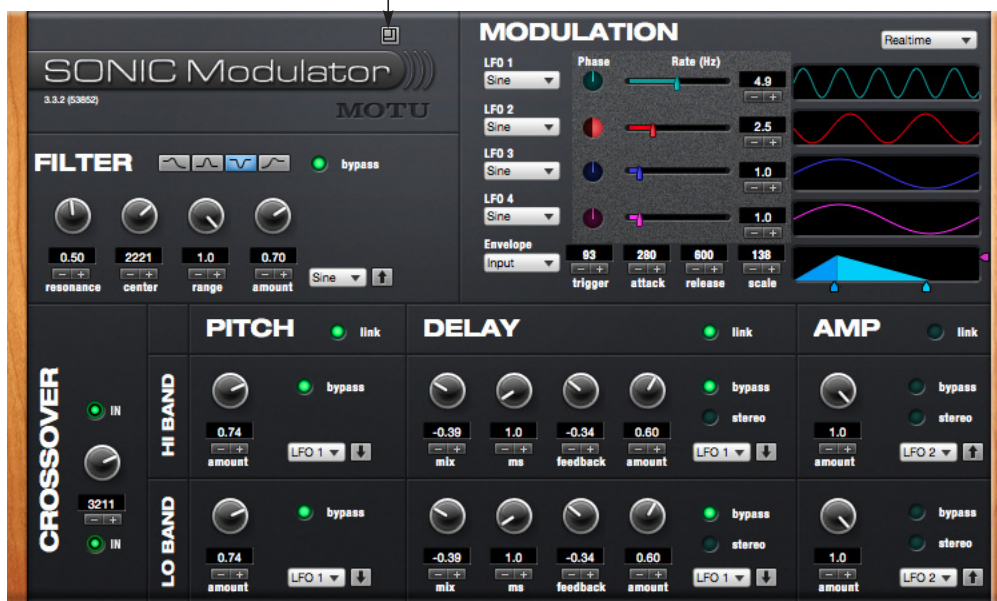 SONIC Modulator
3.3.2 (53852)
MOTU
MODULATION
Realtime
Phase
Rate (Hz)
LFO 1
Sine
4.9
- +
LFO 2
Sine
2.5
- +
LFO 3
Sine
1.0
- +
LFO 4
Sine
1.0
- +
Envelope
Input
93 280 600 138
- + - + - + - +
trigger attack release scale
FILTER
bypass
0.50 2221 1.0 0.70
- + - + - + - +
resonance center range amount
Sine
CROSSOVER
IN
3211
- +
IN
PITCH link
DELAY link
AMP link
HI BAND
bypass
0.74
- +
amount
LFO 1
bypass
stereo
-0.39 1.0 -0.34 0.60
- + - + - + - +
mix ms feedback amount
LFO 1
bypass
stereo
1.0
- +
amount
LFO 2
LO BAND
bypass
0.74
- +
amount
LFO 1
bypass
stereo
-0.39 1.0 -0.34 0.60
- + - + - + - +
mix ms feedback amount
LFO 1
bypass
stereo
1.0
- +
amount
LFO 2